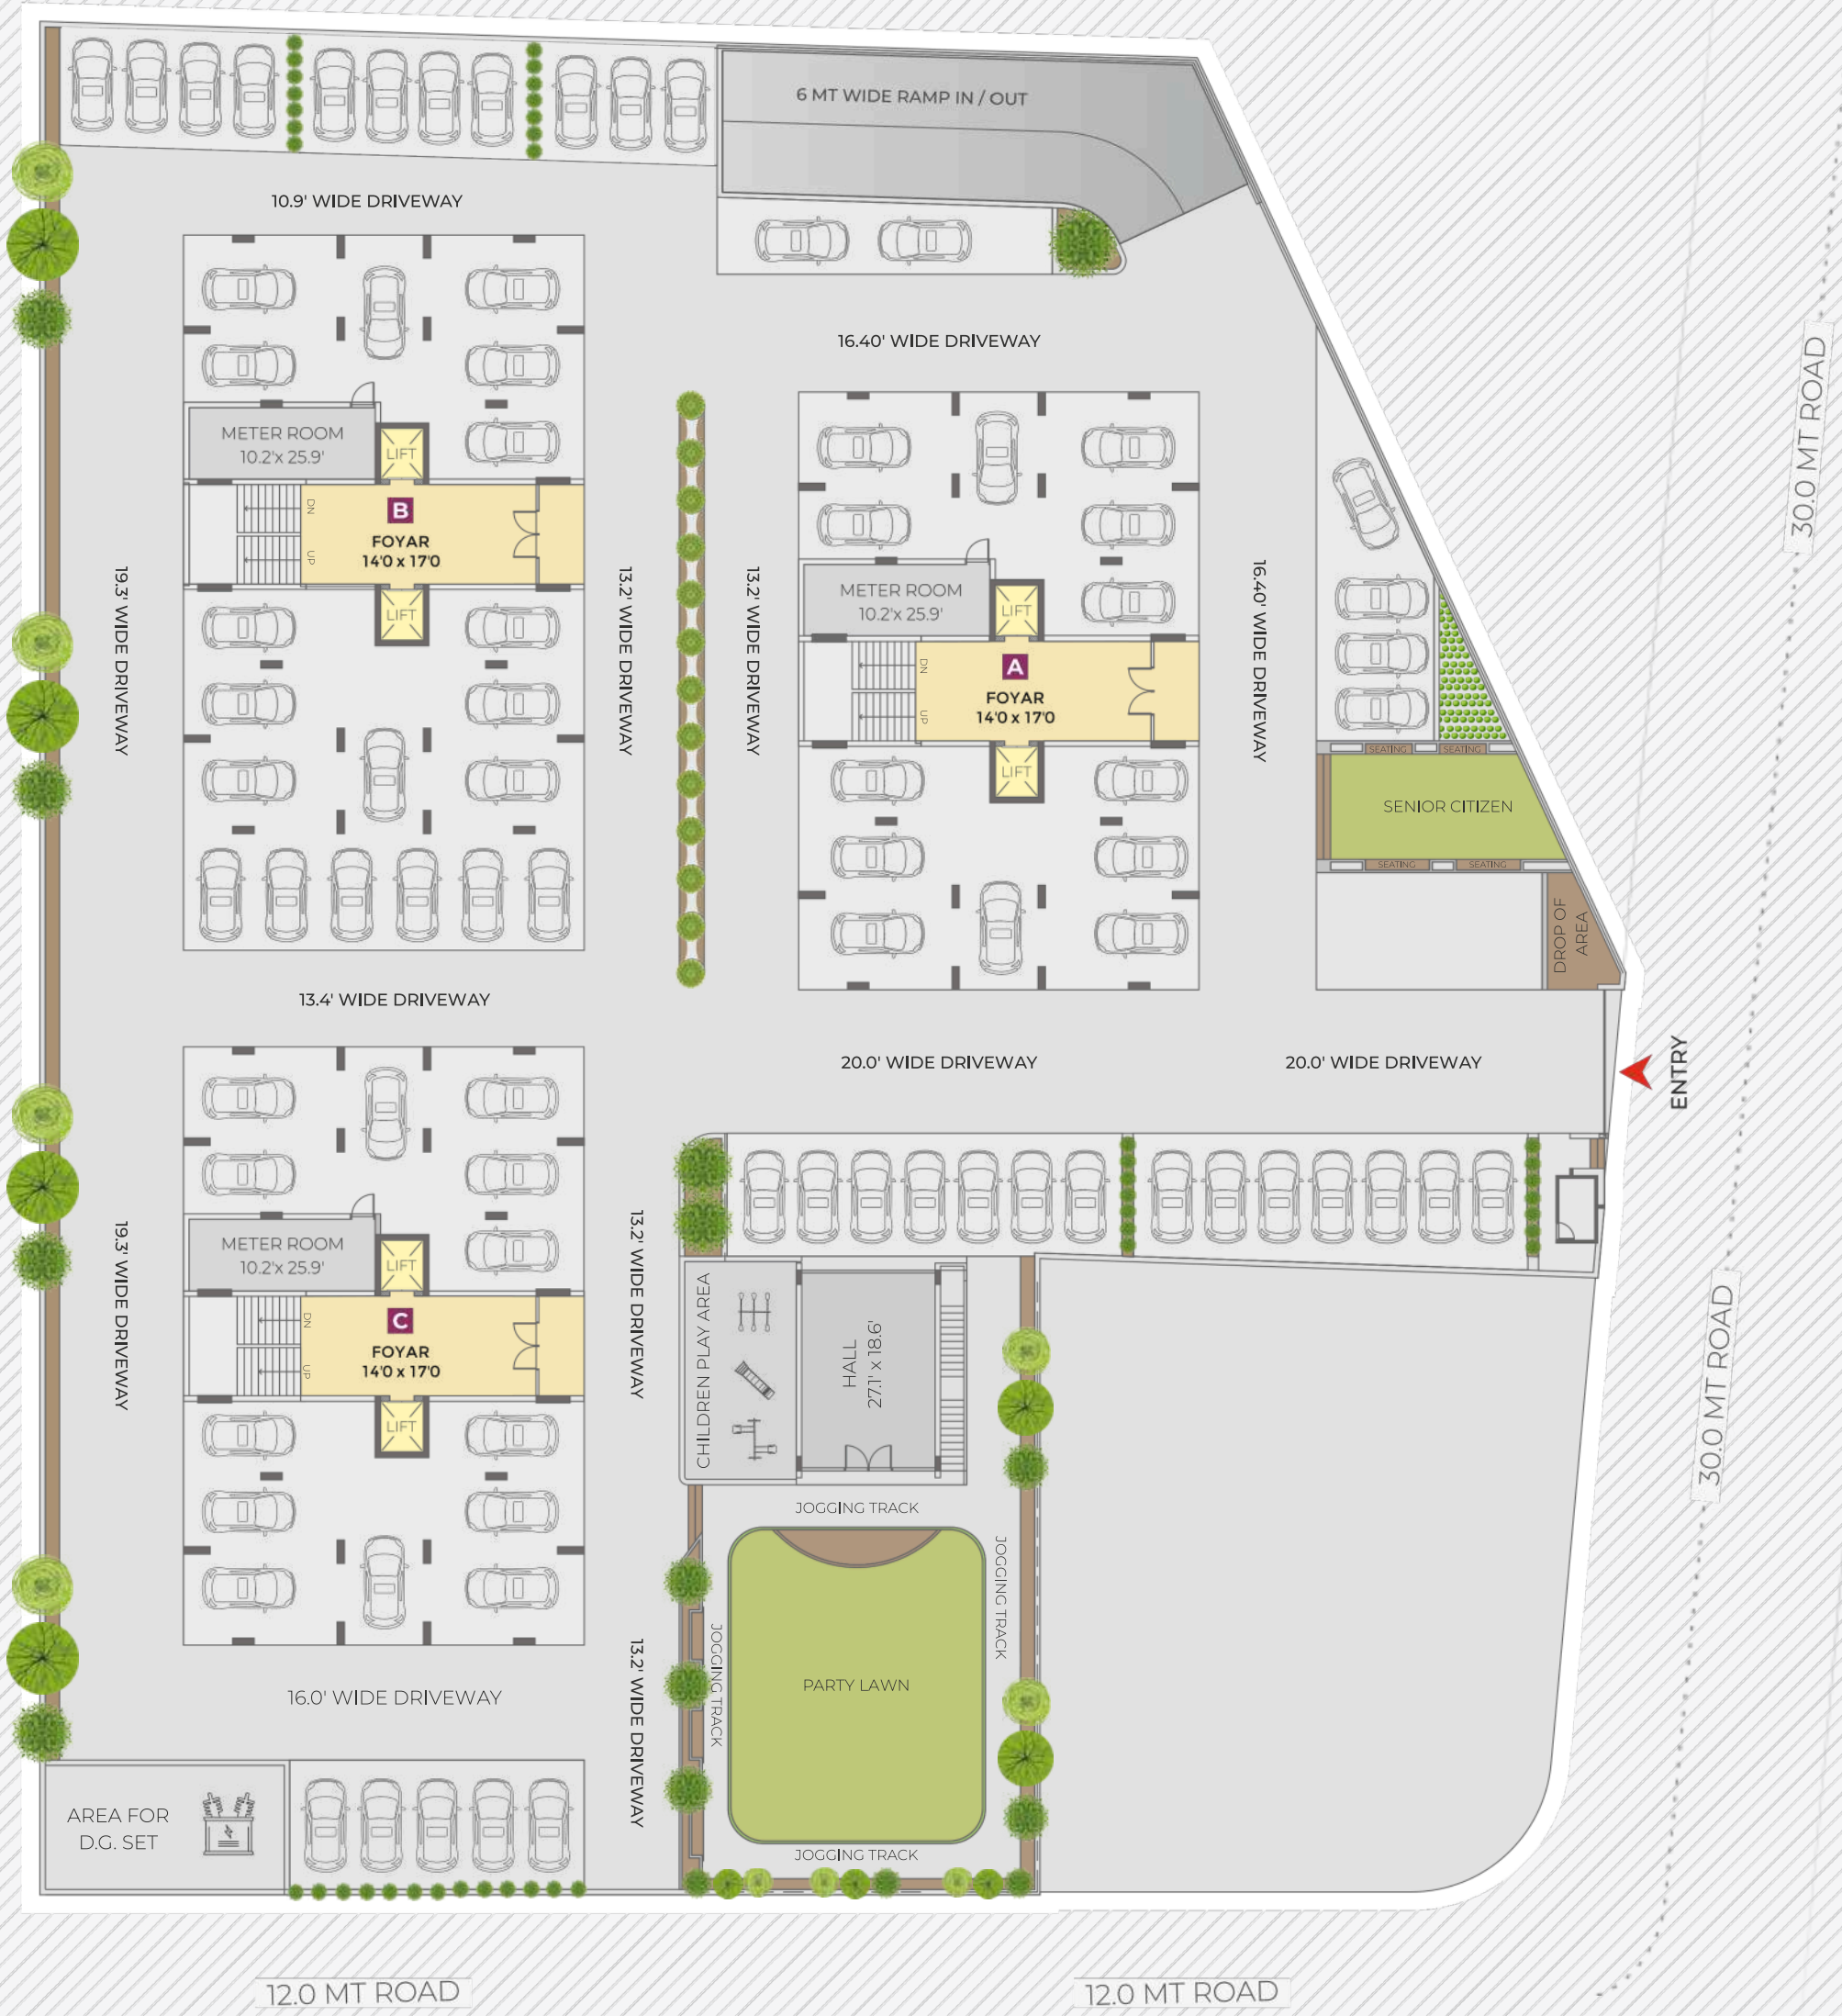 6 MT WIDE RAMP IN / OUT
10.9' WIDE DRIVEWAY
16.40' WIDE DRIVEWAY
30.0 MT ROAD
METER ROOM
10.2'x 25.9'
LIFT
DN
UP
B
FOYAR
14'0 x 17'0
LIFT
19.3' WIDE DRIVEWAY
13.2' WIDE DRIVEWAY
13.2' WIDE DRIVEWAY
METER ROOM
10.2'x 25.9'
LIFT
DN
UP
A
FOYAR
14'0 x 17'0
LIFT
16.40' WIDE DRIVEWAY
SEATING
SEATING
SENIOR CITIZEN
SEATING
SEATING
DROP OF
AREA
13.4' WIDE DRIVEWAY
20.0' WIDE DRIVEWAY
20.0' WIDE DRIVEWAY
ENTRY
METER ROOM
10.2'x 25.9'
LIFT
DN
UP
C
FOYAR
14'0 x 17'0
LIFT
19.3' WIDE DRIVEWAY
13.2' WIDE DRIVEWAY
CHILDREN PLAY AREA
HALL
27.1' x 18.6'
30.0 MT ROAD
JOGGING TRACK
JOGGING TRACK
JOGGING TRACK
PARTY LAWN
16.0' WIDE DRIVEWAY
13.2' WIDE DRIVEWAY
AREA FOR
D.G. SET
JOGGING TRACK
12.0 MT ROAD
12.0 MT ROAD